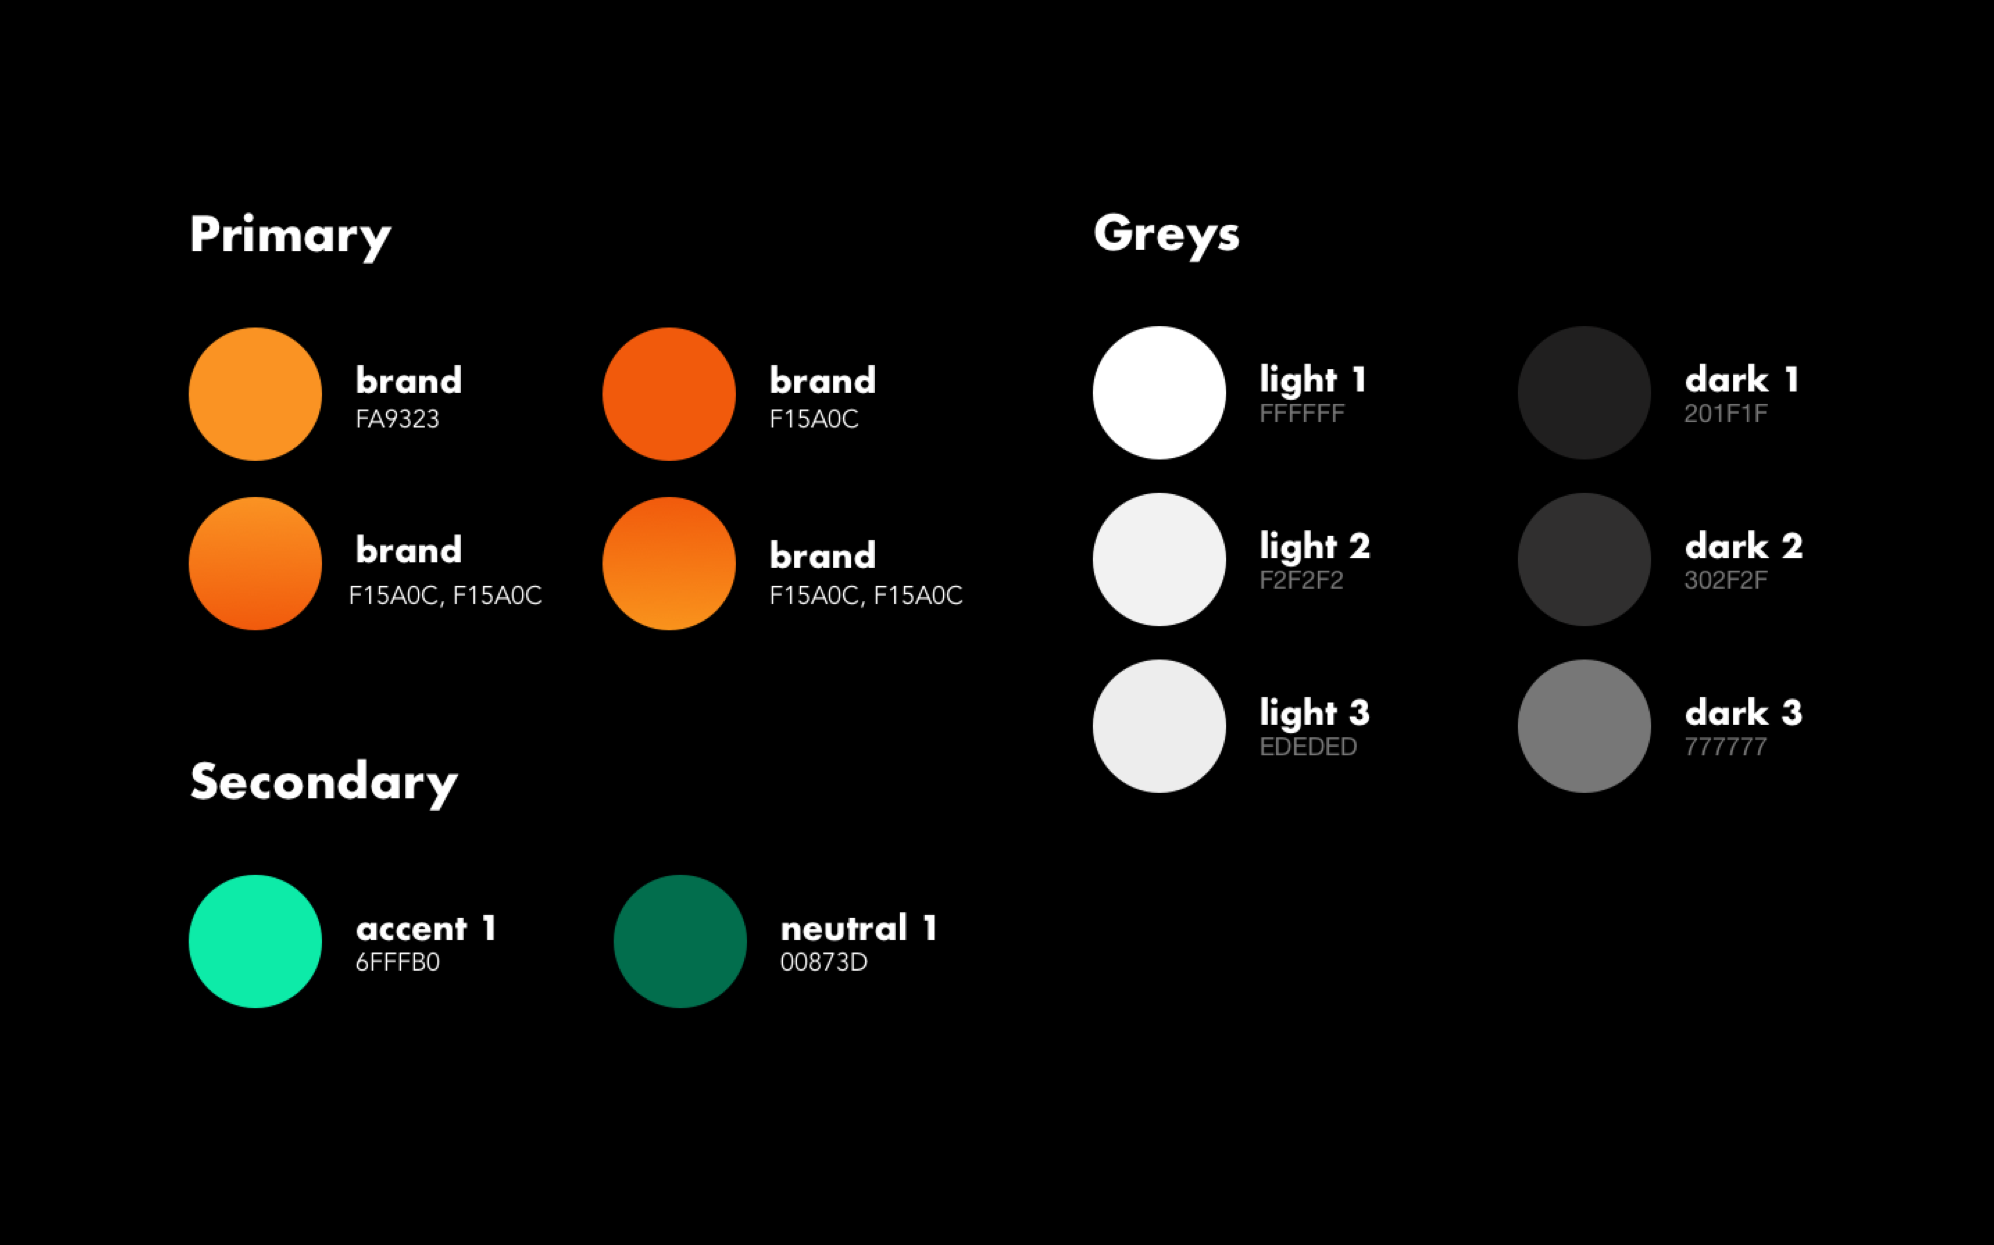 Primary
brand
FA9323
brand
F15A0C
brand
F15A0C, F15A0C
brand
F15A0C, F15A0C
Secondary
accent 1
6FFFB0
neutral 1
00873D
Greys
light 1
FFFFFF
dark 1
201F1F
light 2
F2F2F2
dark 2
302F2F
light 3
EDEDED
dark 3
777777